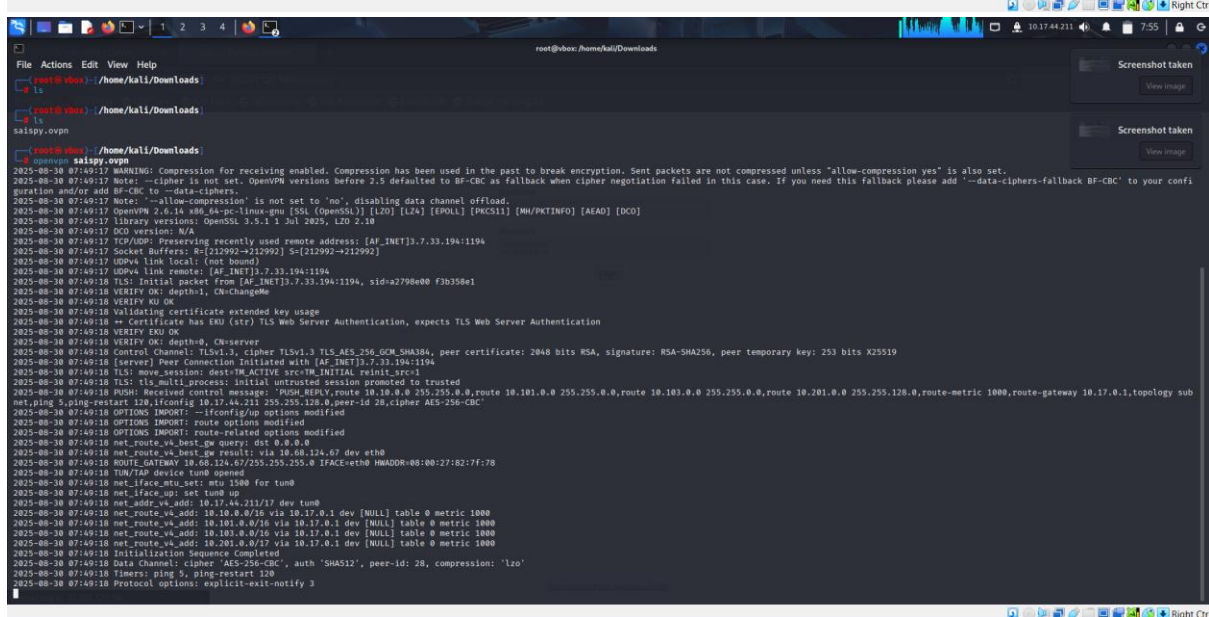 Right Ctr
1 2 3 4
10.17.44.211 7:55
root@vbox: /home/kali/Downloads
File Actions Edit View Help
Screenshot taken
View image
Screenshot taken
View image
(root㉿vbox)-[/home/kali/Downloads]
# ls
(root㉿vbox)-[/home/kali/Downloads]
# ls
saispy.ovpn
(root㉿vbox)-[/home/kali/Downloads]
# openvpn saispy.ovpn
2025-08-30 07:49:17 WARNING: Compression for receiving enabled. Compression has been used in the past to break encryption. Sent packets are not compressed unless "allow-compression yes" is also set.
2025-08-30 07:49:17 Note: --cipher is not set. OpenVPN versions before 2.5 defaulted to BF-CBC as fallback when cipher negotiation failed in this case. If you need this fallback please add '--data-ciphers-fallback BF-CBC' to your confi
guration and/or add BF-CBC to --data-ciphers.
2025-08-30 07:49:17 Note: '--allow-compression' is not set to 'no', disabling data channel offload.
2025-08-30 07:49:17 OpenVPN 2.6.14 x86_64-pc-linux-gnu [SSL (OpenSSL)] [LZO] [LZ4] [EPOLL] [PKCS11] [MH/PKTINFO] [AEAD] [DCO]
2025-08-30 07:49:17 library versions: OpenSSL 3.5.1 1 Jul 2025, LZO 2.10
2025-08-30 07:49:17 DCO version: N/A
2025-08-30 07:49:17 TCP/UDP: Preserving recently used remote address: [AF_INET]3.7.33.194:1194
2025-08-30 07:49:17 Socket Buffers: R=[212992→212992] S=[212992→212992]
2025-08-30 07:49:17 UDPv4 link local: (not bound)
2025-08-30 07:49:17 UDPv4 link remote: [AF_INET]3.7.33.194:1194
2025-08-30 07:49:18 TLS: Initial packet from [AF_INET]3.7.33.194:1194, sid=a2798e00 f3b358e1
2025-08-30 07:49:18 VERIFY OK: depth=1, CN=ChangeMe
2025-08-30 07:49:18 VERIFY KU OK
2025-08-30 07:49:18 Validating certificate extended key usage
2025-08-30 07:49:18 ++ Certificate has EKU (str) TLS Web Server Authentication, expects TLS Web Server Authentication
2025-08-30 07:49:18 VERIFY EKU OK
2025-08-30 07:49:18 VERIFY OK: depth=0, CN=server
2025-08-30 07:49:18 Control Channel: TLSv1.3, cipher TLSv1.3 TLS_AES_256_GCM_SHA384, peer certificate: 2048 bits RSA, signature: RSA-SHA256, peer temporary key: 253 bits X25519
2025-08-30 07:49:18 [server] Peer Connection Initiated with [AF_INET]3.7.33.194:1194
2025-08-30 07:49:18 TLS: move_session: dest=TM_ACTIVE src=TM_INITIAL reinit_src=1
2025-08-30 07:49:18 TLS: tls_multi_process: initial untrusted session promoted to trusted
2025-08-30 07:49:18 PUSH: Received control message: 'PUSH_REPLY,route 10.10.0.0 255.255.0.0,route 10.101.0.0 255.255.0.0,route 10.103.0.0 255.255.0.0,route 10.201.0.0 255.255.128.0,route-metric 1000,route-gateway 10.17.0.1,topology sub
net,ping 5,ping-restart 120,ifconfig 10.17.44.211 255.255.128.0,peer-id 28,cipher AES-256-CBC'
2025-08-30 07:49:18 OPTIONS IMPORT: --ifconfig/up options modified
2025-08-30 07:49:18 OPTIONS IMPORT: route options modified
2025-08-30 07:49:18 OPTIONS IMPORT: route-related options modified
2025-08-30 07:49:18 net_route_v4_best_gw query: dst 0.0.0.0
2025-08-30 07:49:18 net_route_v4_best_gw result: via 10.68.124.67 dev eth0
2025-08-30 07:49:18 ROUTE_GATEWAY 10.68.124.67/255.255.255.0 IFACE=eth0 HWADDR=08:00:27:82:7f:78
2025-08-30 07:49:18 TUN/TAP device tun0 opened
2025-08-30 07:49:18 net_iface_mtu_set: mtu 1500 for tun0
2025-08-30 07:49:18 net_iface_up: set tun0 up
2025-08-30 07:49:18 net_addr_v4_add: 10.17.44.211/17 dev tun0
2025-08-30 07:49:18 net_route_v4_add: 10.10.0.0/16 via 10.17.0.1 dev [NULL] table 0 metric 1000
2025-08-30 07:49:18 net_route_v4_add: 10.101.0.0/16 via 10.17.0.1 dev [NULL] table 0 metric 1000
2025-08-30 07:49:18 net_route_v4_add: 10.103.0.0/16 via 10.17.0.1 dev [NULL] table 0 metric 1000
2025-08-30 07:49:18 net_route_v4_add: 10.201.0.0/17 via 10.17.0.1 dev [NULL] table 0 metric 1000
2025-08-30 07:49:18 Initialization Sequence Completed
2025-08-30 07:49:18 Data Channel: cipher 'AES-256-CBC', auth 'SHA512', peer-id: 28, compression: 'lzo'
2025-08-30 07:49:18 Timers: ping 5, ping-restart 120
2025-08-30 07:49:18 Protocol options: explicit-exit-notify 3
Right Ctr